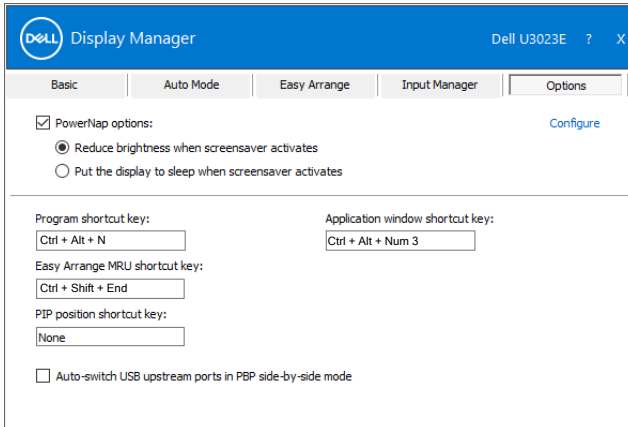 DELL Display Manager Dell U3023E ? X
Basic Auto Mode Easy Arrange Input Manager Options
PowerNap options: Configure
Reduce brightness when screensaver activates
Put the display to sleep when screensaver activates
Program shortcut key: Application window shortcut key:
Ctrl + Alt + N Ctrl + Alt + Num 3
Easy Arrange MRU shortcut key:
Ctrl + Shift + End
PIP position shortcut key:
None
Auto-switch USB upstream ports in PBP side-by-side mode